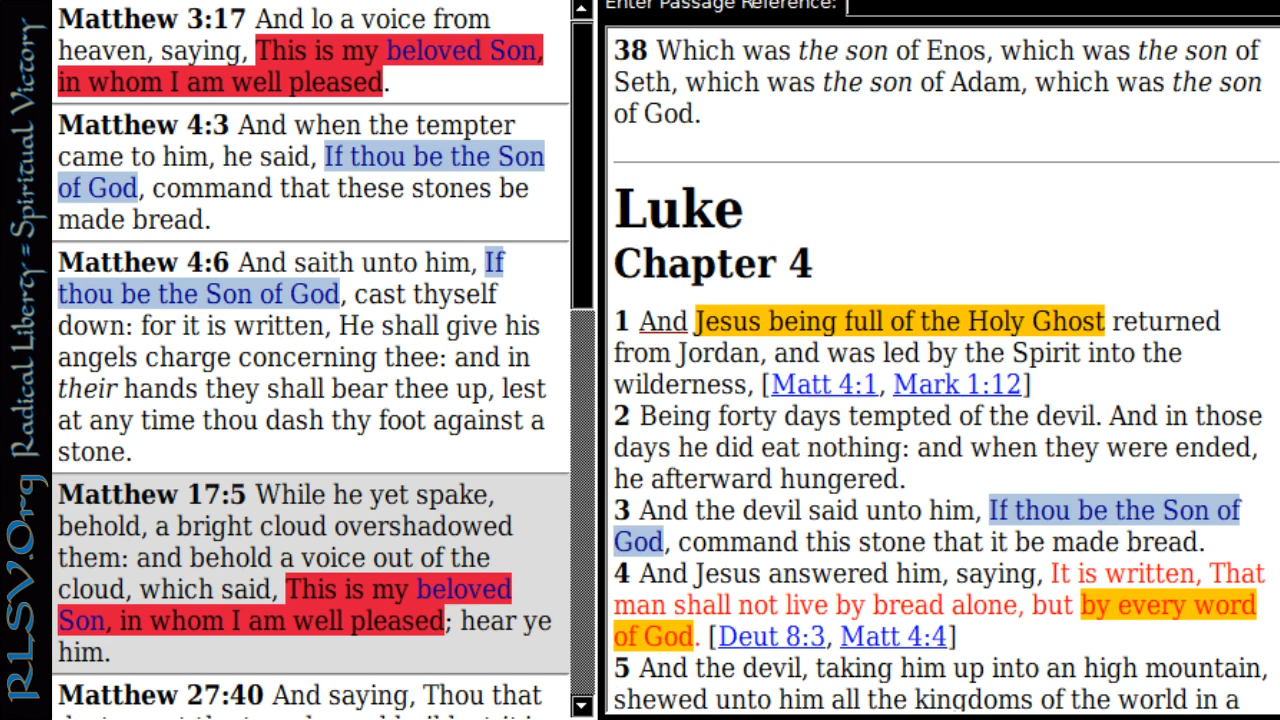 RLSV.Org Radical Liberty = Spiritual Victory
Matthew 3:17 And lo a voice from
heaven, saying, This is my beloved Son,
in whom I am well pleased.
Matthew 4:3 And when the tempter
came to him, he said, If thou be the Son
of God, command that these stones be
made bread.
Matthew 4:6 And saith unto him, If
thou be the Son of God, cast thyself
down: for it is written, He shall give his
angels charge concerning thee: and in
their hands they shall bear thee up, lest
at any time thou dash thy foot against a
stone.
Matthew 17:5 While he yet spake,
behold, a bright cloud overshadowed
them: and behold a voice out of the
cloud, which said, This is my beloved
Son, in whom I am well pleased; hear ye
him.
Matthew 27:40 And saying, Thou that
Enter Passage Reference:
38 Which was the son of Enos, which was the son of
Seth, which was the son of Adam, which was the son
of God.
Luke
Chapter 4
1 And Jesus being full of the Holy Ghost returned
from Jordan, and was led by the Spirit into the
wilderness, [Matt 4:1, Mark 1:12]
2 Being forty days tempted of the devil. And in those
days he did eat nothing: and when they were ended,
he afterward hungered.
3 And the devil said unto him, If thou be the Son of
God, command this stone that it be made bread.
4 And Jesus answered him, saying, It is written, That
man shall not live by bread alone, but by every word
of God. [Deut 8:3, Matt 4:4]
5 And the devil, taking him up into an high mountain,
shewed unto him all the kingdoms of the world in a